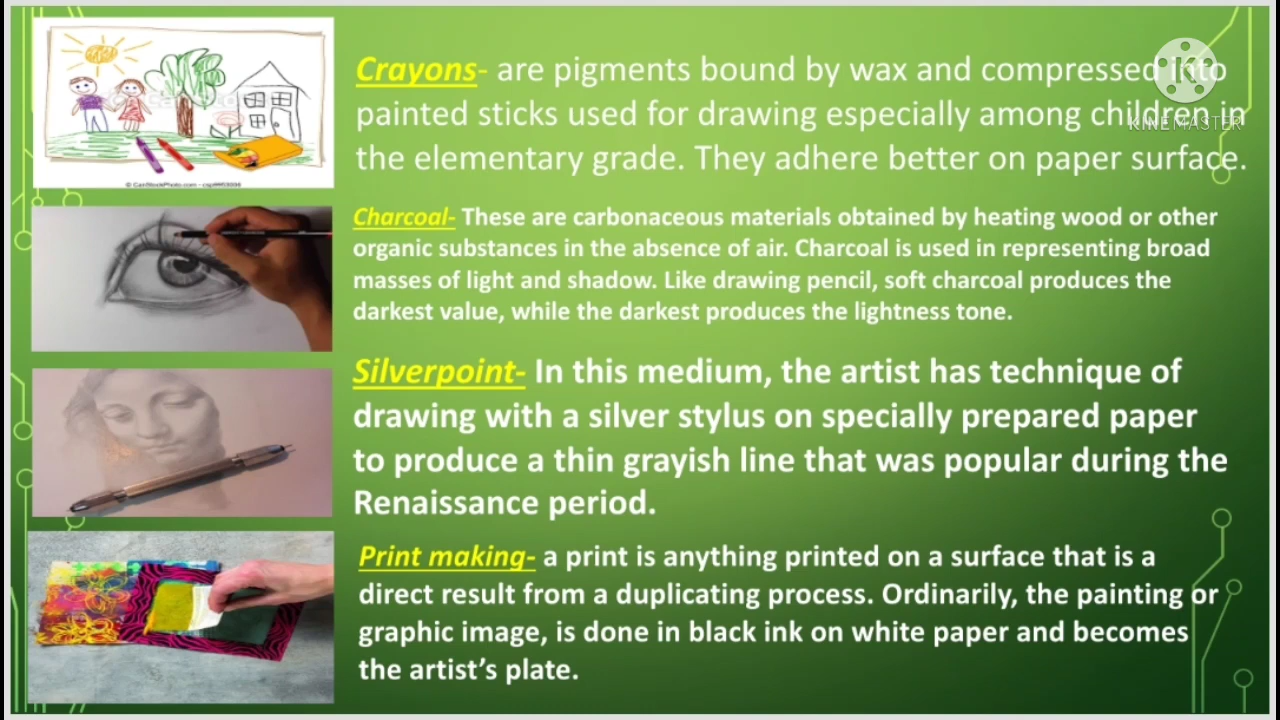 Crayons- are pigments bound by wax and compressed into
painted sticks used for drawing especially among children in
the elementary grade. They adhere better on paper surface.
KINEMASTER
© CanStockPhoto.com
Charcoal- These are carbonaceous materials obtained by heating wood or other
organic substances in the absence of air. Charcoal is used in representing broad
masses of light and shadow. Like drawing pencil, soft charcoal produces the
darkest value, while the darkest produces the lightness tone.
Silverpoint- In this medium, the artist has technique of
drawing with a silver stylus on specially prepared paper
to produce a thin grayish line that was popular during the
Renaissance period.
Print making- a print is anything printed on a surface that is a
direct result from a duplicating process. Ordinarily, the painting or
graphic image, is done in black ink on white paper and becomes
the artist's plate.